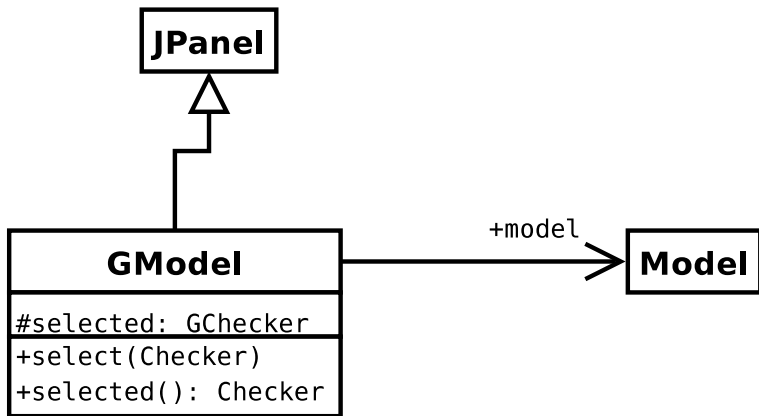 JPanel
+model
GModel
Model
#selected: GChecker
+select(Checker)
+selected(): Checker